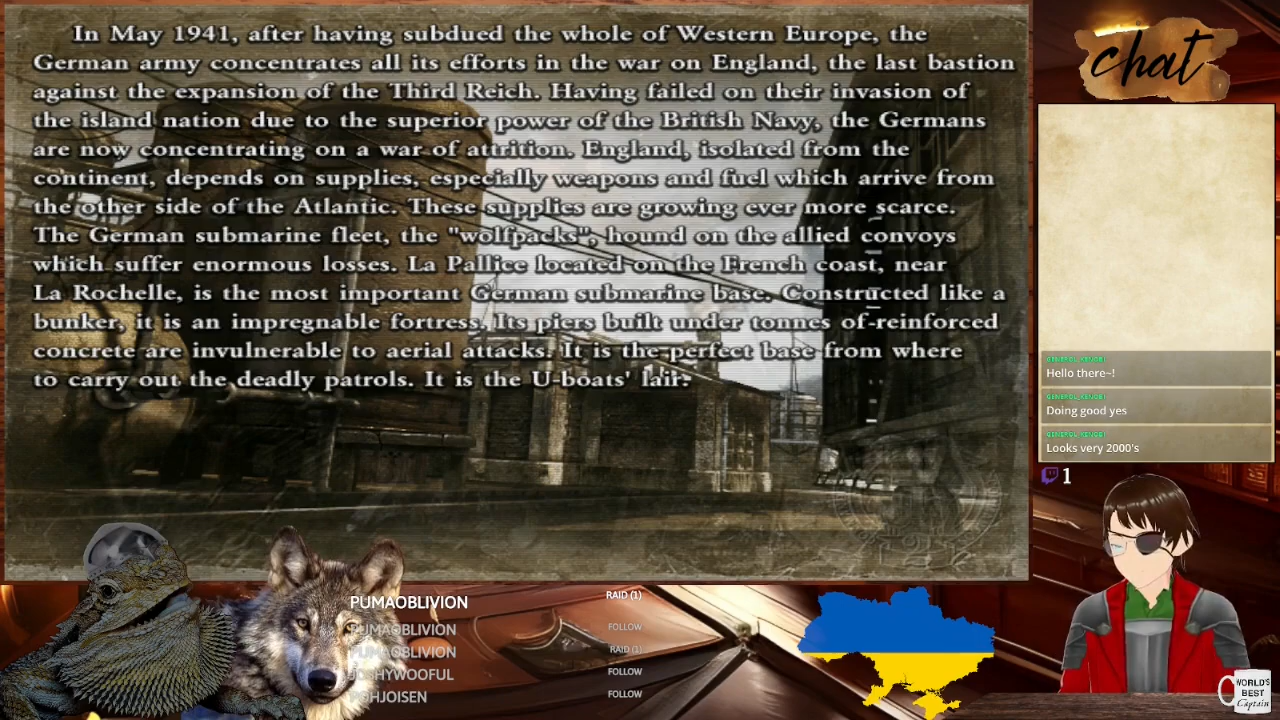 In May 1941, after having subdued the whole of Western Europe, the
German army concentrates all its efforts in the war on England, the last bastion
against the expansion of the Third Reich. Having failed on their invasion of
the island nation due to the superior power of the British Navy, the Germans
are now concentrating on a war of attrition. England, isolated from the
continent, depends on supplies, especially weapons and fuel which arrive from
the other side of the Atlantic. These supplies are growing ever more scarce.
The German submarine fleet, the "wolfpacks", hound on the allied convoys
which suffer enormous losses. La Pallice located on the French coast, near
La Rochelle, is the most important German submarine base. Constructed like a
bunker, it is an impregnable fortress. Its piers built under tonnes of-reinforced
concrete are invulnerable to aerial attacks. It is the perfect base from where
to carry out the deadly patrols. It is the U-boats' lair.
chat
GENEROL_KENOBI
Hello there~!
GENEROL_KENOBI
Doing good yes
GENEROL_KENOBI
Looks very 2000's
1
PUMAOBLIVION RAID (1)
PUMAOBLIVION FOLLOW
PUMAOBLIVION RAID (1)
FOLLOW
FOLLOW
WORLD'S
BEST
Captain